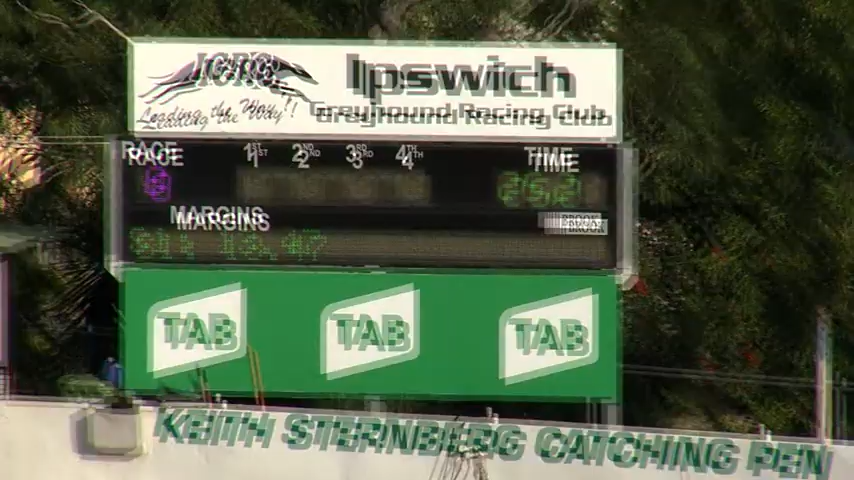 Ipswich
Greyhound Racing Club
Leading the Way!
RACE 1ST 2ND 3RD 4TH TIME
MARGINS BROOK
TAB TAB TAB
KEITH STERNBERG CATCHING PEN